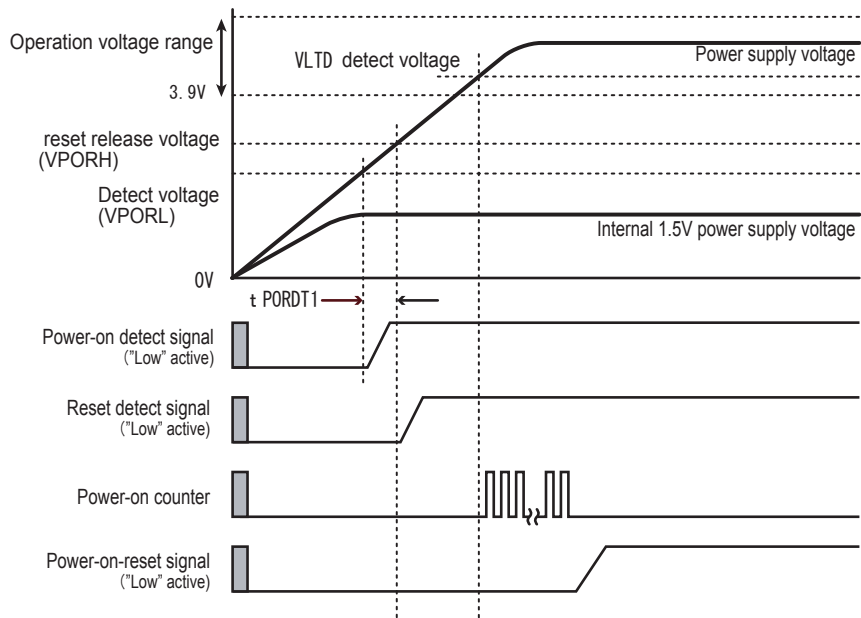 Operation voltage range
VLTD detect voltage
Power supply voltage
3.9V
reset release voltage
(VPORH)
Detect voltage
(VPORL)
Internal 1.5V power supply voltage
0V
t PORDT1
Power-on detect signal
("Low" active)
Reset detect signal
("Low" active)
Power-on counter
Power-on-reset signal
("Low" active)